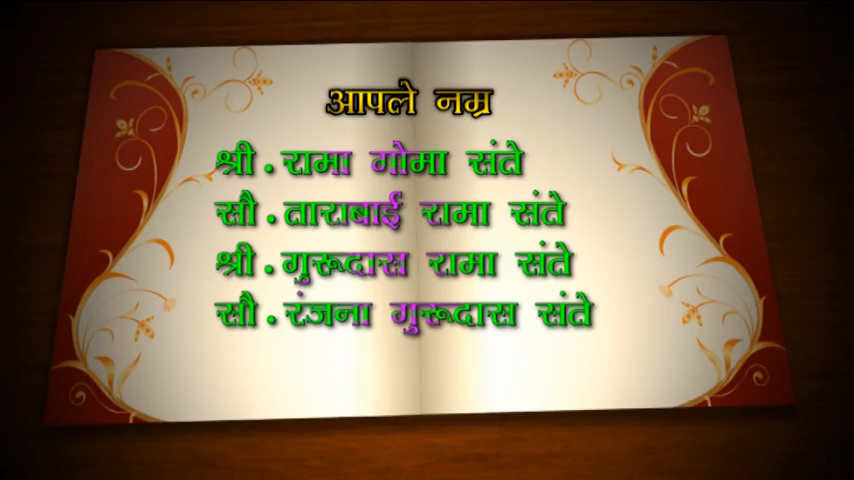 आपले नम्र
श्री. रामा गोमा संते
सौ. ताराबाई रामा संते
श्री. गुरूदास रामा संते
सौ. रंजना गुरूदास संते